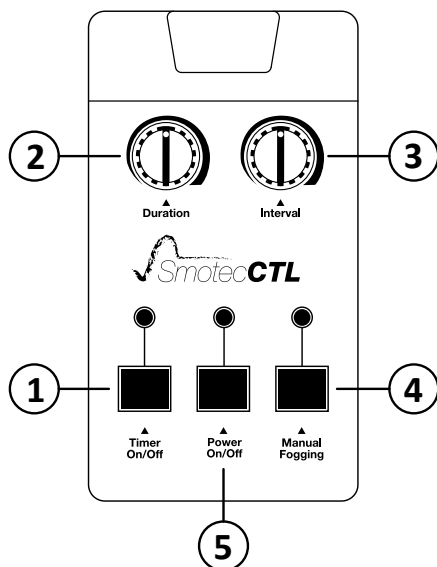 2
3
Duration
Interval
SmotecCTL
1
4
Timer
On/Off
Power
On/Off
Manual
Fogging
5